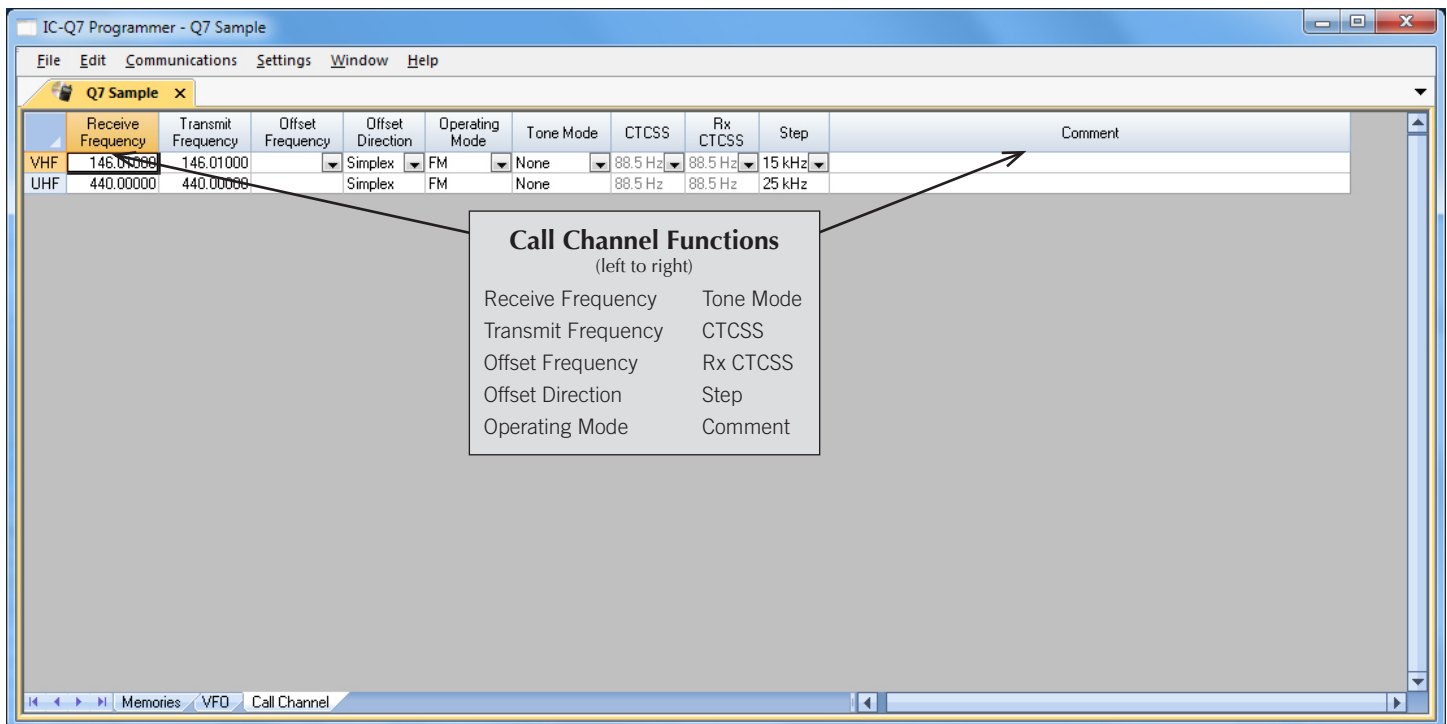 IC-Q7 Programmer - Q7 Sample
File Edit Communications Settings Window Help
Q7 Sample X
Receive Frequency Transmit Frequency Offset Frequency Offset Direction Operating Mode Tone Mode CTCSS Rx CTCSS Step Comment
VHF 146.01000 146.01000 Simplex FM None 88.5 Hz 88.5 Hz 15 kHz
UHF 440.00000 440.00000 Simplex FM None 88.5 Hz 88.5 Hz 25 kHz
Call Channel Functions
(left to right)
Receive Frequency Tone Mode
Transmit Frequency CTCSS
Offset Frequency Rx CTCSS
Offset Direction Step
Operating Mode Comment
Memories VFO Call Channel